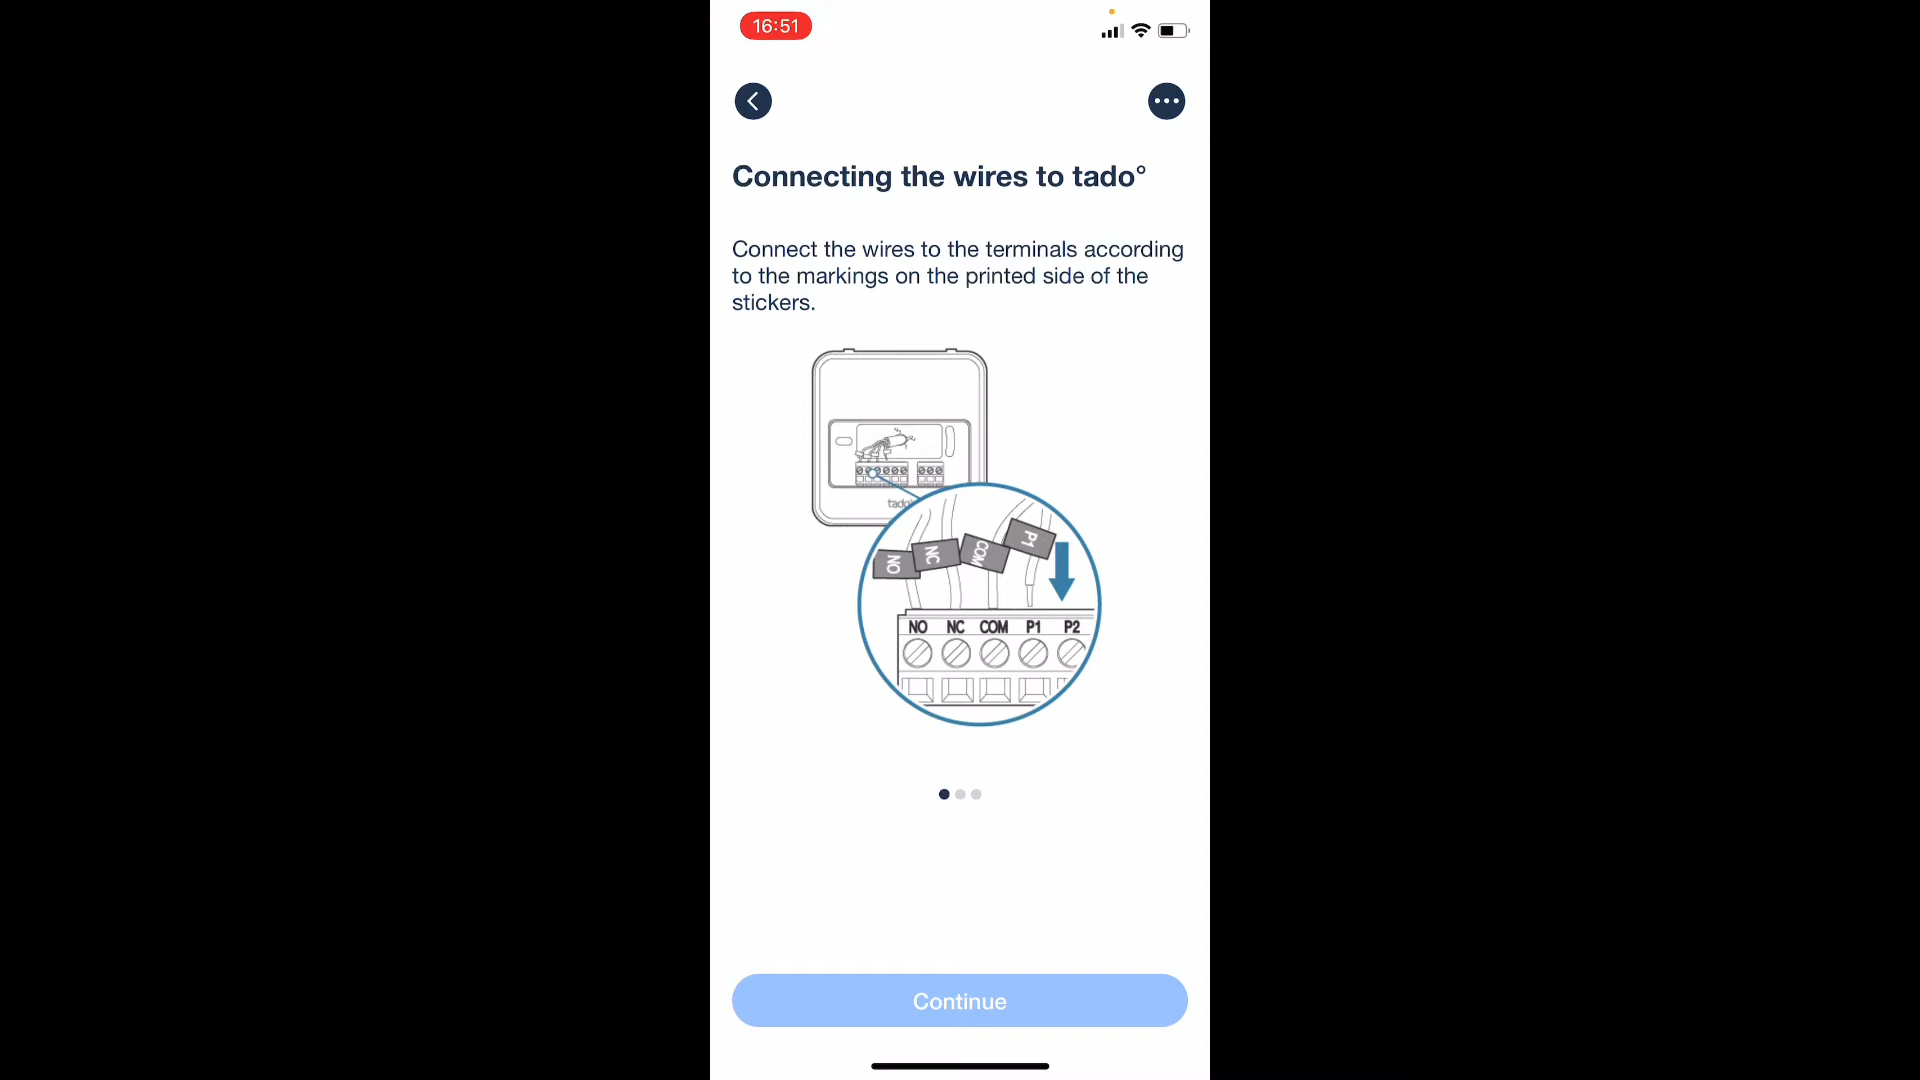 16:51
Connecting the wires to tado°
Connect the wires to the terminals according
to the markings on the printed side of the
stickers.
tado
NO
NC
COM
P1
NO NC COM P1 P2
Continue